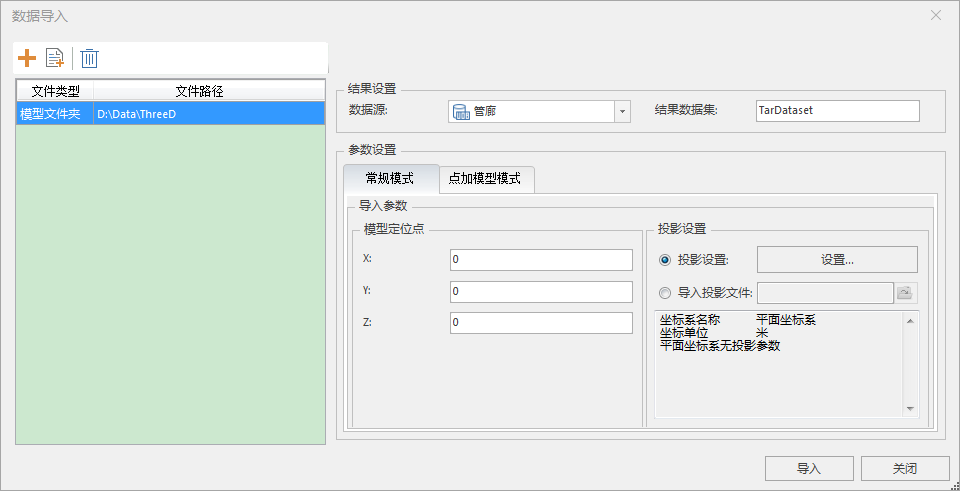 数据导入
文件类型 文件路径
模型文件夹 D:\Data\ThreeD
结果设置
数据源: 管廊 结果数据集: TarDataset
参数设置
常规模式 点加模型模式
导入参数
模型定位点
X: 0
Y: 0
Z: 0
投影设置
投影设置: 设置...
导入投影文件:
坐标系名称 平面坐标系
坐标单位 米
平面坐标系无投影参数
导入 关闭